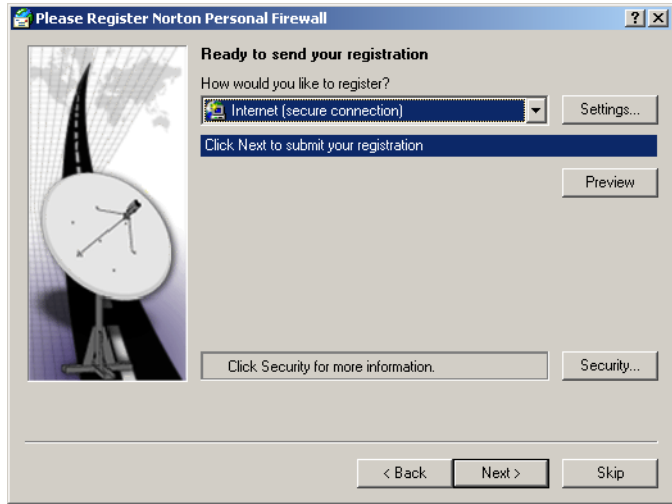 Please Register Norton Personal Firewall
Ready to send your registration
How would you like to register?
Internet (secure connection)
Settings...
Click Next to submit your registration
Preview
Click Security for more information.
Security...
< Back
Next >
Skip